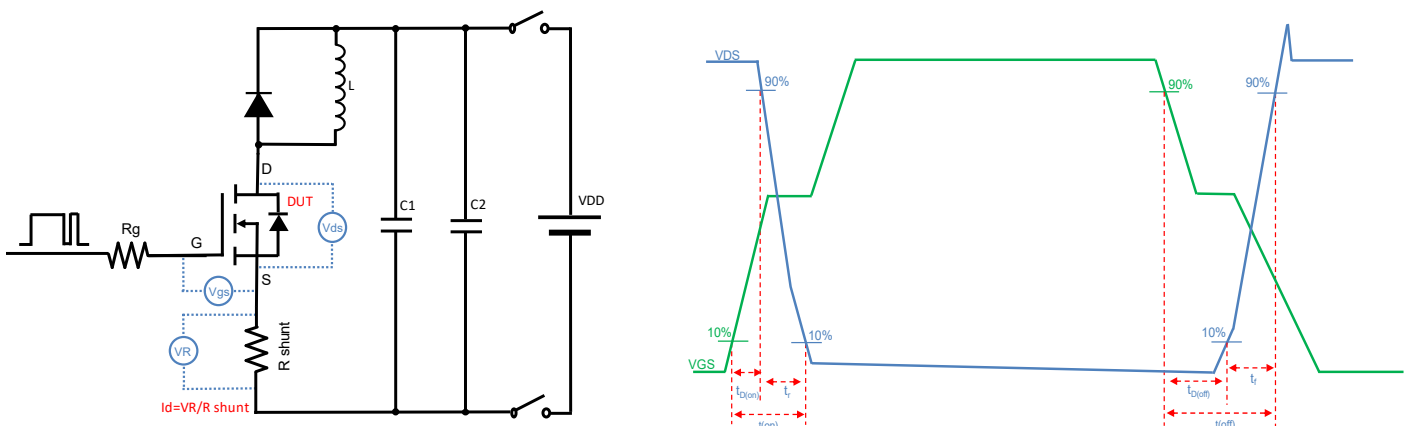 L
D
DUT
Rg
G
Vds
S
Vgs
VR
R shunt
Id=VR/R shunt
C1
C2
VDD
VDS
90%
10%
10%
VGS
tD(on)
tr
t(on)
90%
90%
10%
tf
tD(off)
t(off)